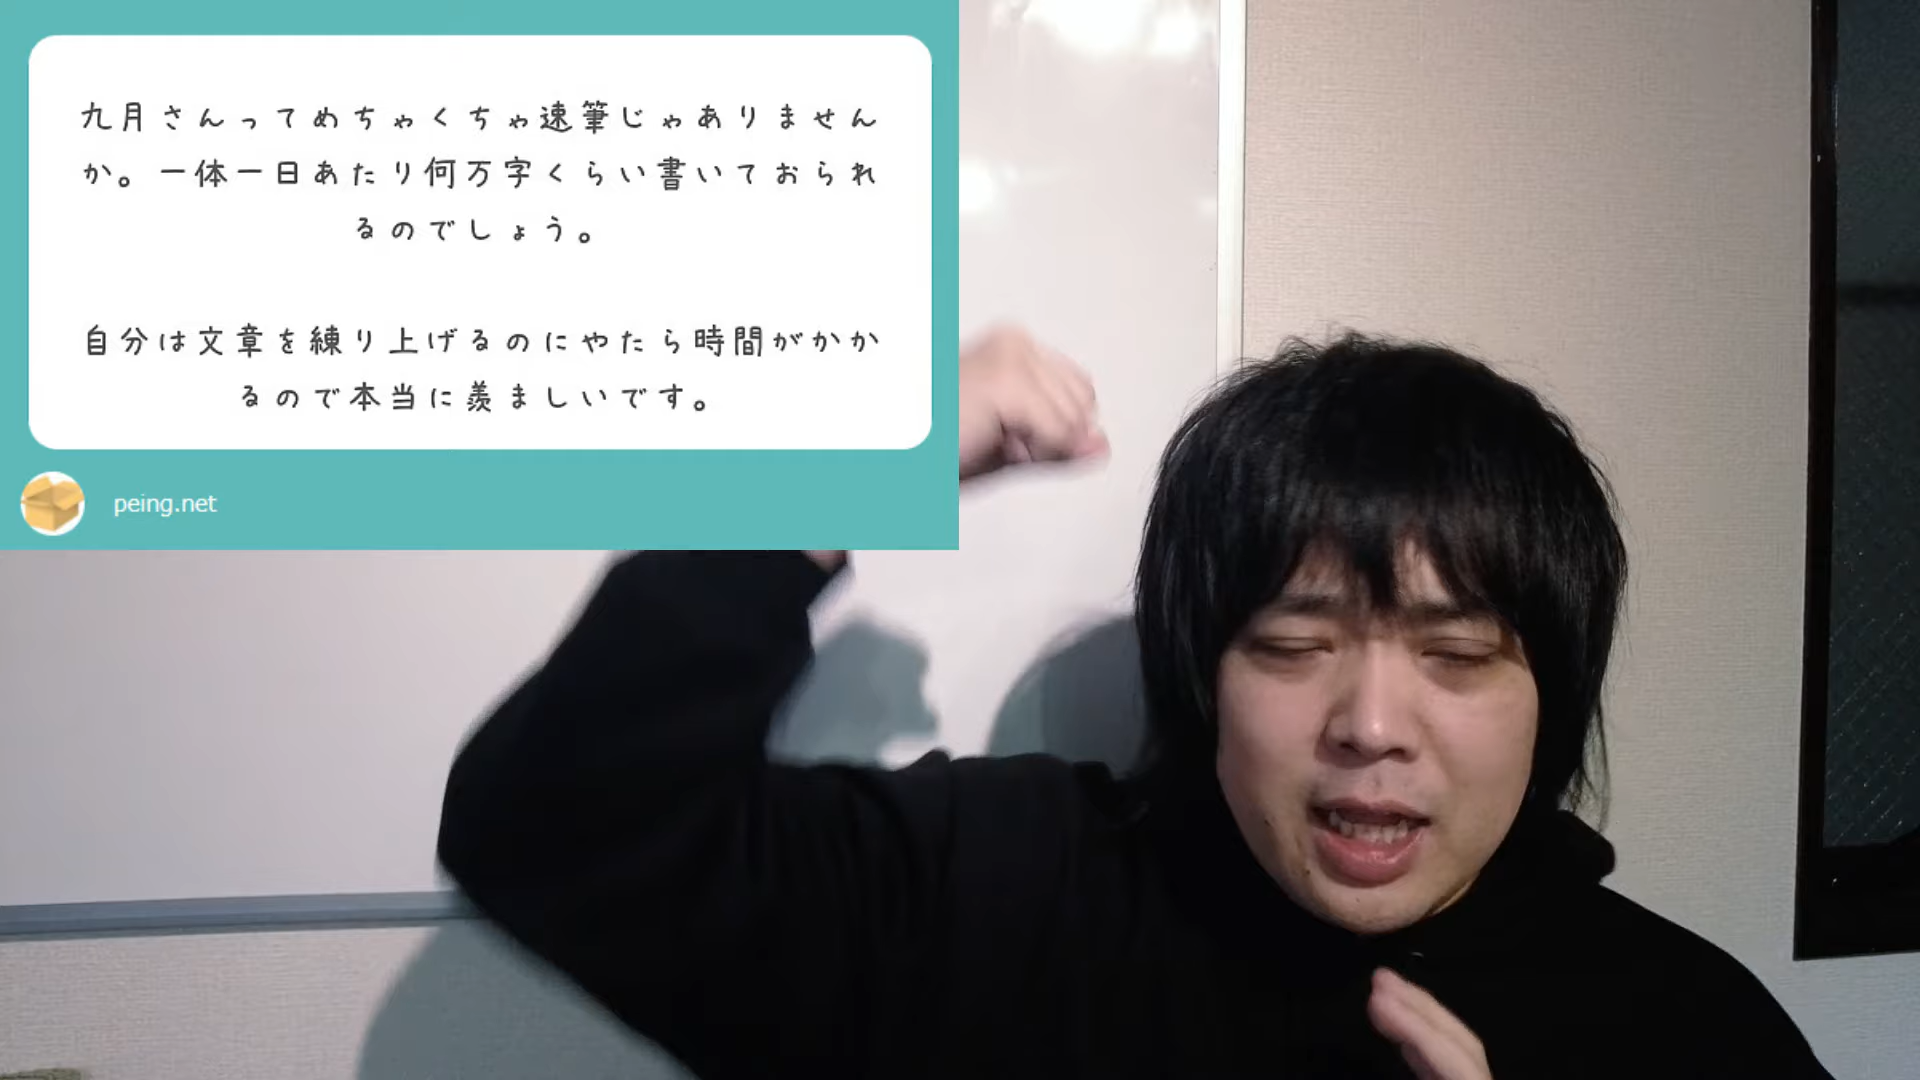 九月さんってめちゃくちゃ速筆じゃありません
か。一体一日あたり何万字くらい書いておられ
るのでしょう。
自分は文章を練り上げるのにやたら時間がかか
るので本当に羨ましいです。
peing.net